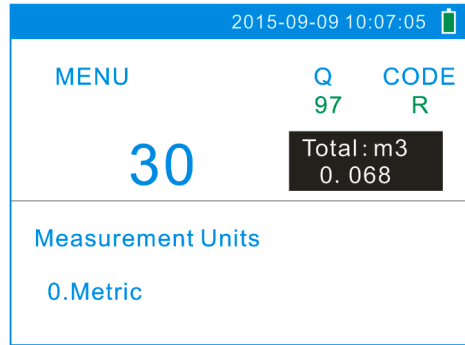 2015-09-09 10:07:05
MENU Q CODE
97 R
30
Total:m3
0.068
Measurement Units
0.Metric